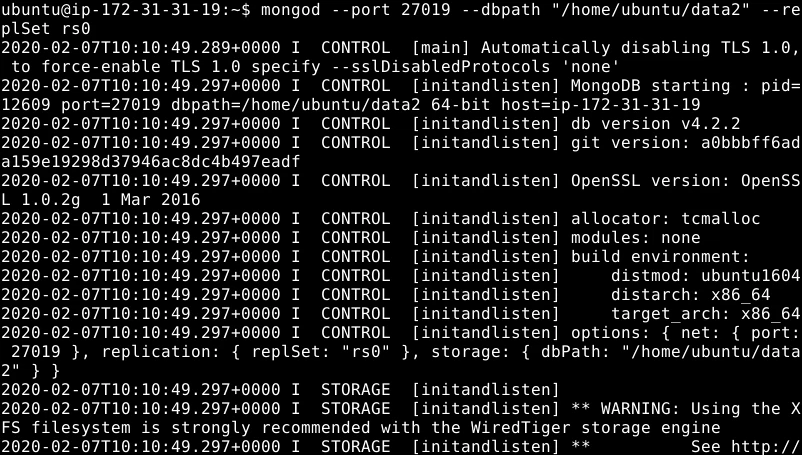 ubuntu@ip-172-31-31-19:~$ mongod --port 27019 --dbpath "/home/ubuntu/data2" --re
plSet rs0
2020-02-07T10:10:49.289+0000 I  CONTROL  [main] Automatically disabling TLS 1.0,
 to force-enable TLS 1.0 specify --sslDisabledProtocols 'none'
2020-02-07T10:10:49.297+0000 I  CONTROL  [initandlisten] MongoDB starting : pid=
12609 port=27019 dbpath=/home/ubuntu/data2 64-bit host=ip-172-31-31-19
2020-02-07T10:10:49.297+0000 I  CONTROL  [initandlisten] db version v4.2.2
2020-02-07T10:10:49.297+0000 I  CONTROL  [initandlisten] git version: a0bbbff6ad
a159e19298d37946ac8dc4b497eadf
2020-02-07T10:10:49.297+0000 I  CONTROL  [initandlisten] OpenSSL version: OpenSS
L 1.0.2g  1 Mar 2016
2020-02-07T10:10:49.297+0000 I  CONTROL  [initandlisten] allocator: tcmalloc
2020-02-07T10:10:49.297+0000 I  CONTROL  [initandlisten] modules: none
2020-02-07T10:10:49.297+0000 I  CONTROL  [initandlisten] build environment:
2020-02-07T10:10:49.297+0000 I  CONTROL  [initandlisten]     distmod: ubuntu1604
2020-02-07T10:10:49.297+0000 I  CONTROL  [initandlisten]     distarch: x86_64
2020-02-07T10:10:49.297+0000 I  CONTROL  [initandlisten]     target_arch: x86_64
2020-02-07T10:10:49.297+0000 I  CONTROL  [initandlisten] options: { net: { port:
 27019 }, replication: { replSet: "rs0" }, storage: { dbPath: "/home/ubuntu/data
2" } }
2020-02-07T10:10:49.297+0000 I  STORAGE  [initandlisten]
2020-02-07T10:10:49.297+0000 I  STORAGE  [initandlisten] ** WARNING: Using the X
FS filesystem is strongly recommended with the WiredTiger storage engine
2020-02-07T10:10:49.297+0000 I  STORAGE  [initandlisten] **          See http://